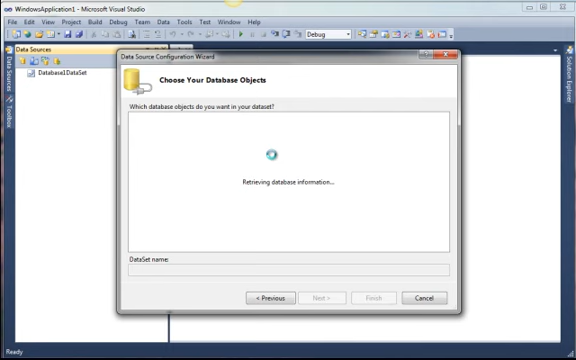 WindowsApplication1 - Microsoft Visual Studio
File Edit View Project Build Debug Team Data Tools Test Window Help
Debug
Data Sources
Database1DataSet
Data Sources
Toolbox
Solution Explorer
Data Source Configuration Wizard
Choose Your Database Objects
Which database objects do you want in your dataset?
Retrieving database information...
DataSet name:
< Previous
Next >
Finish
Cancel
Ready